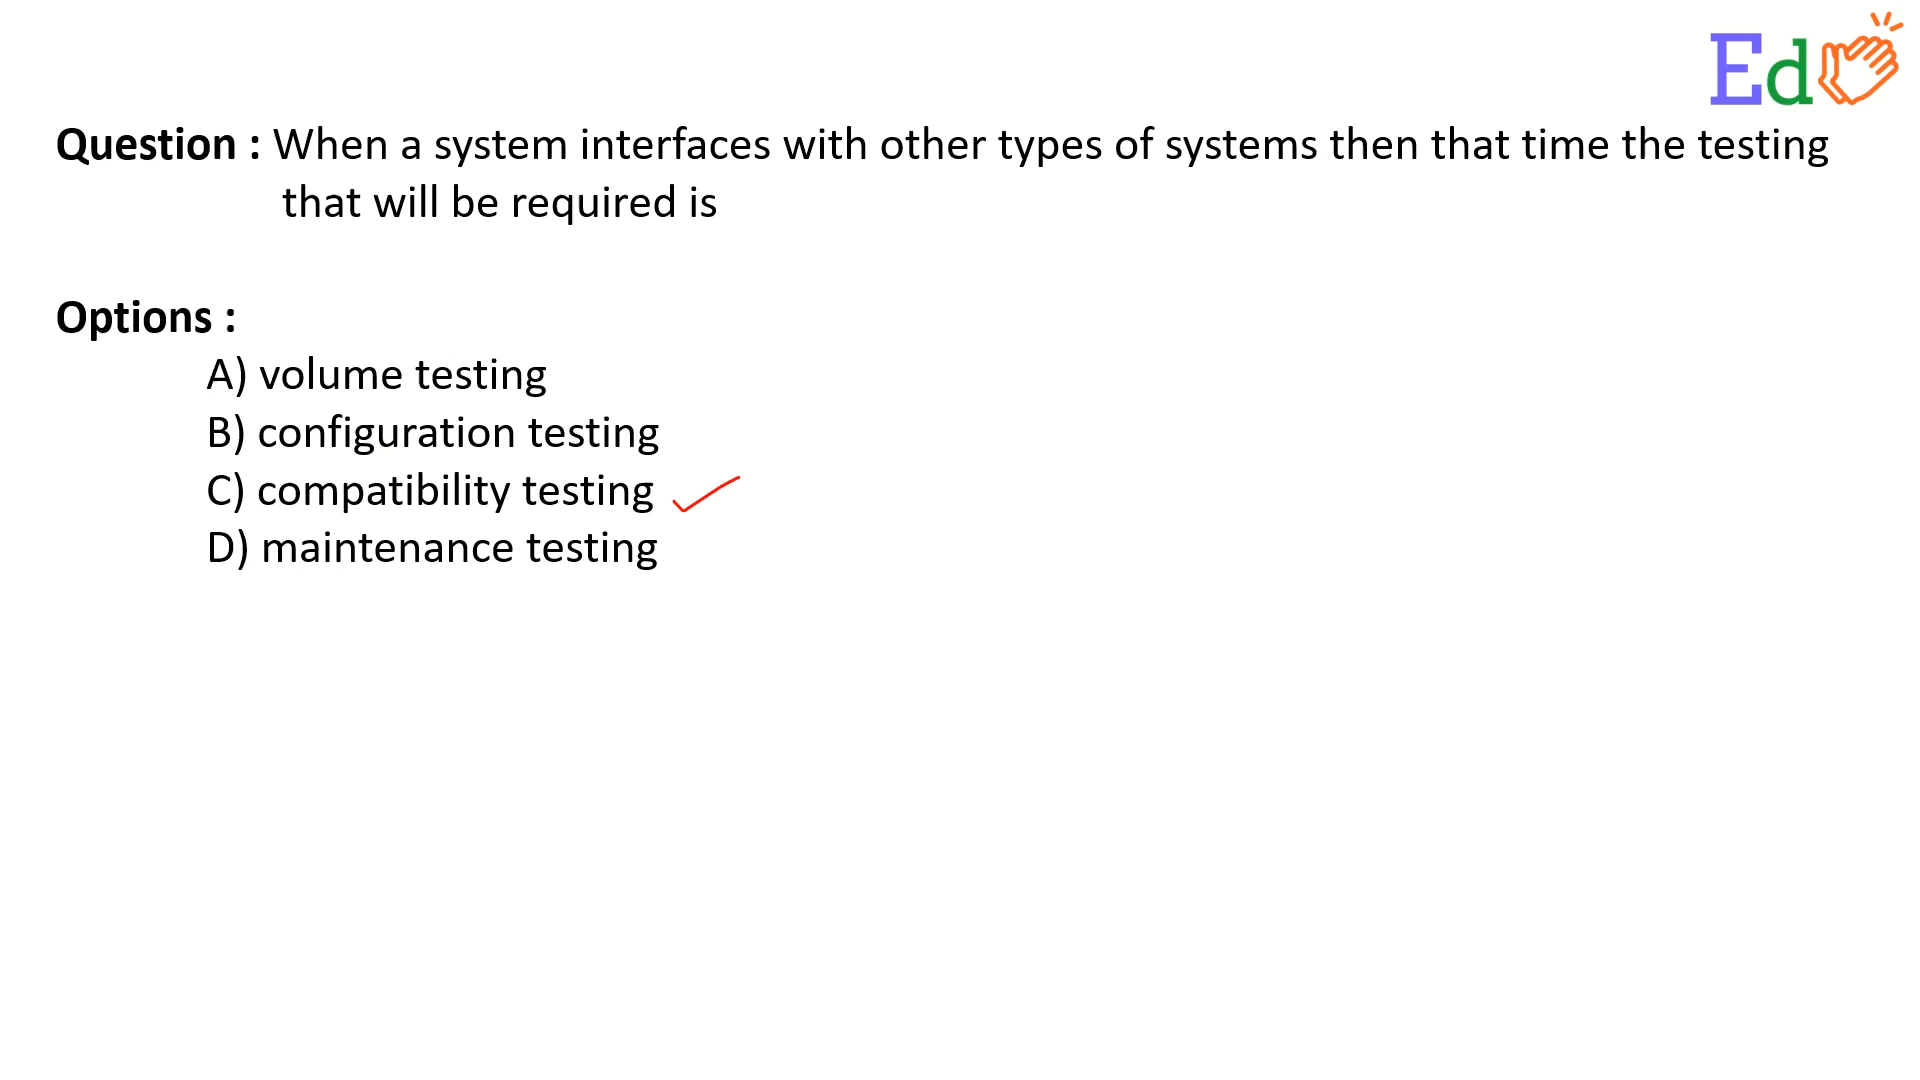 Ed
Question : When a system interfaces with other types of systems then that time the testing
that will be required is
Options :
A) volume testing
B) configuration testing
C) compatibility testing
D) maintenance testing